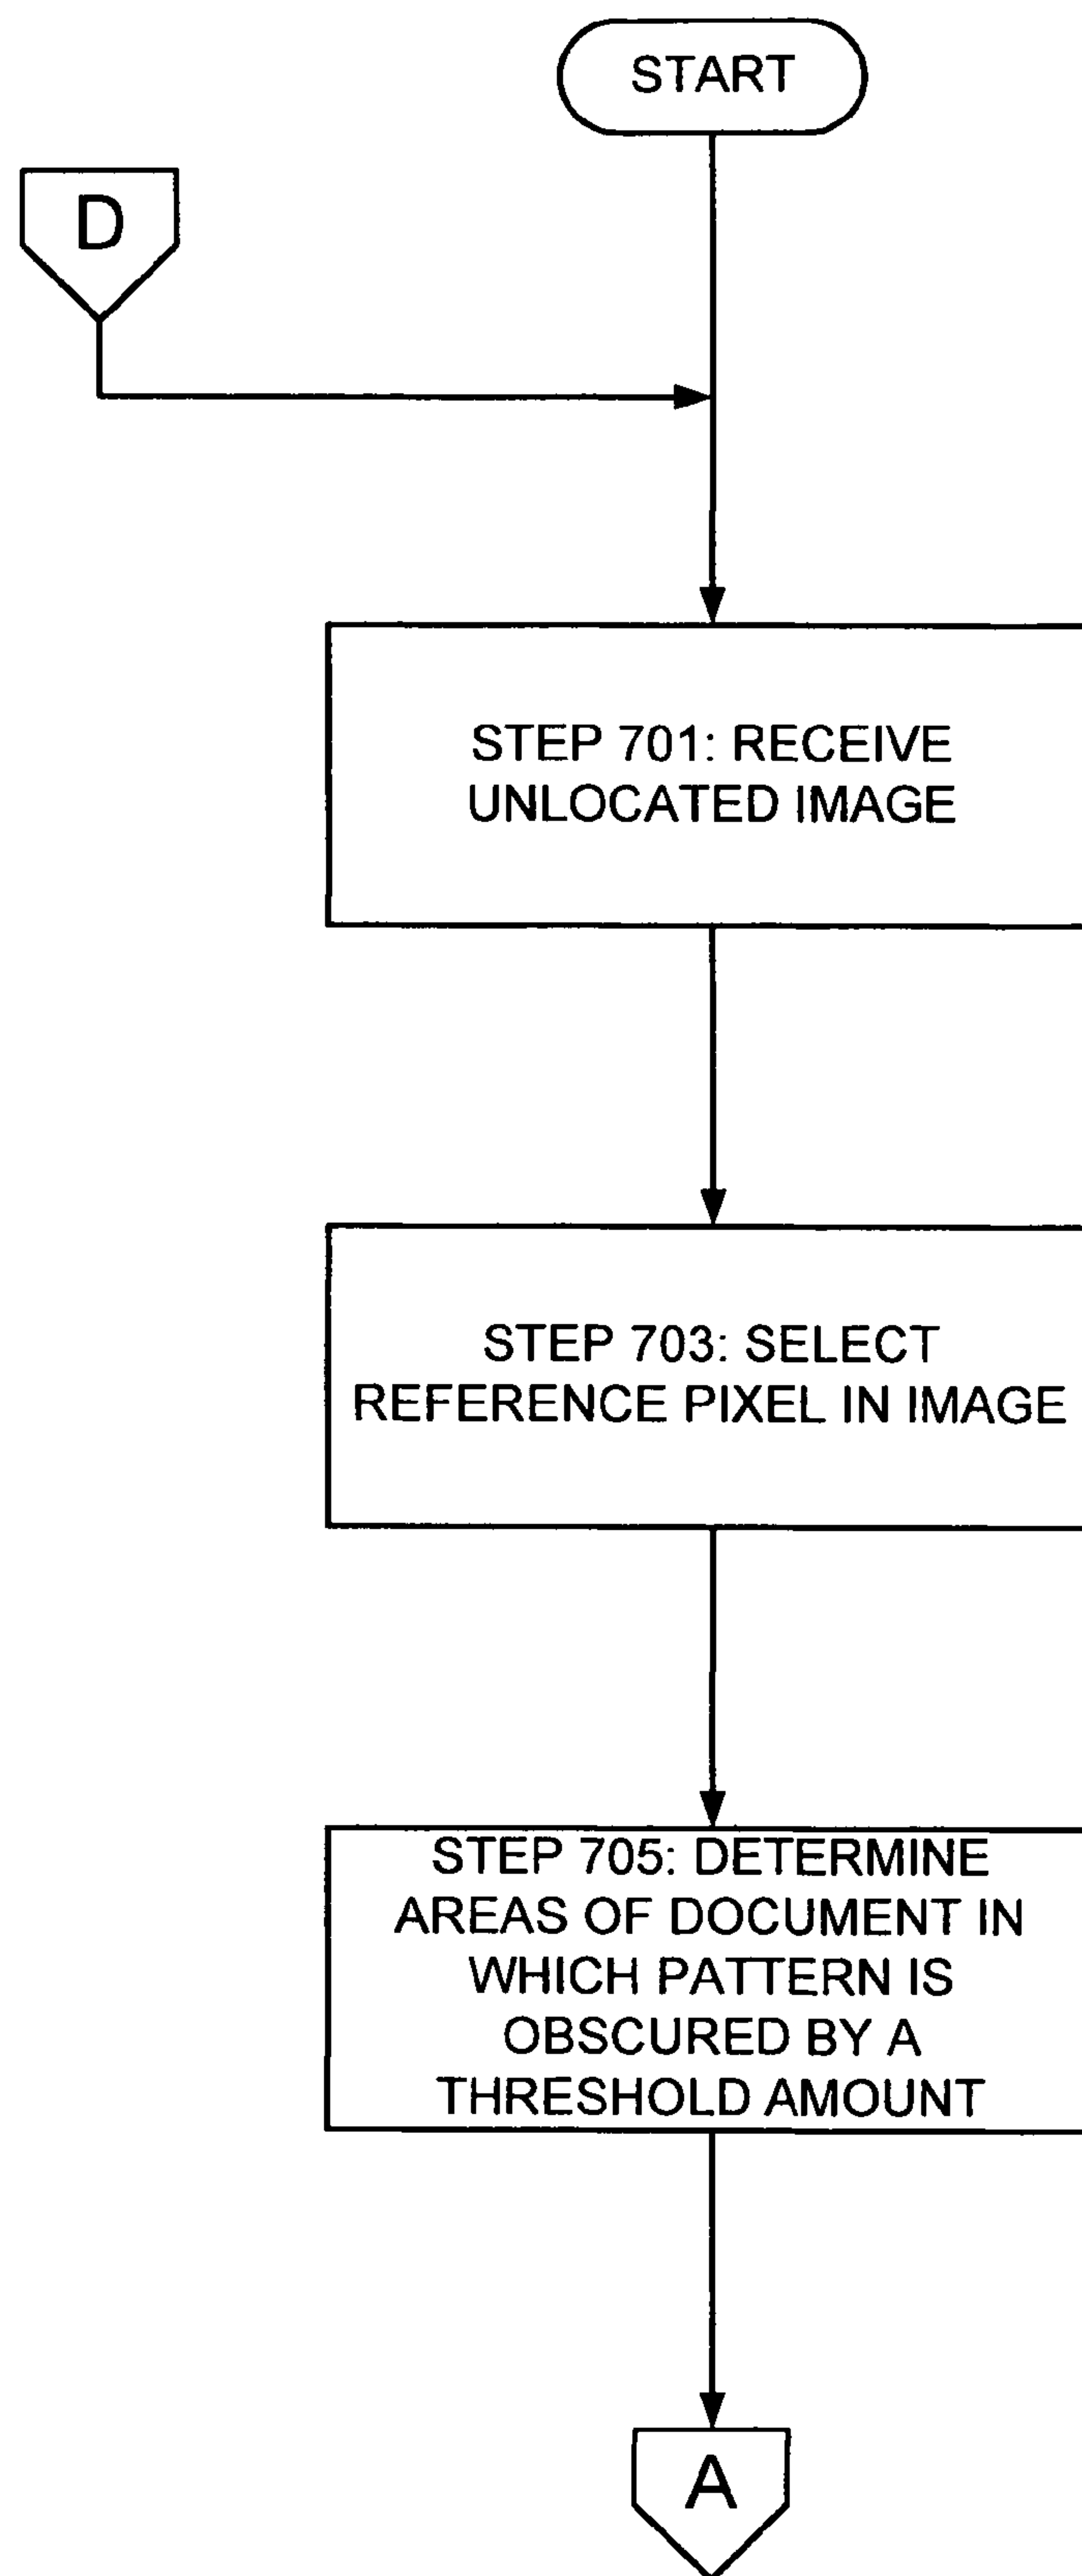 START
D
STEP 701: RECEIVE
UNLOCATED IMAGE
STEP 703: SELECT
REFERENCE PIXEL IN IMAGE
STEP 705: DETERMINE
AREAS OF DOCUMENT IN
WHICH PATTERN IS
OBSCURED BY A
THRESHOLD AMOUNT
A